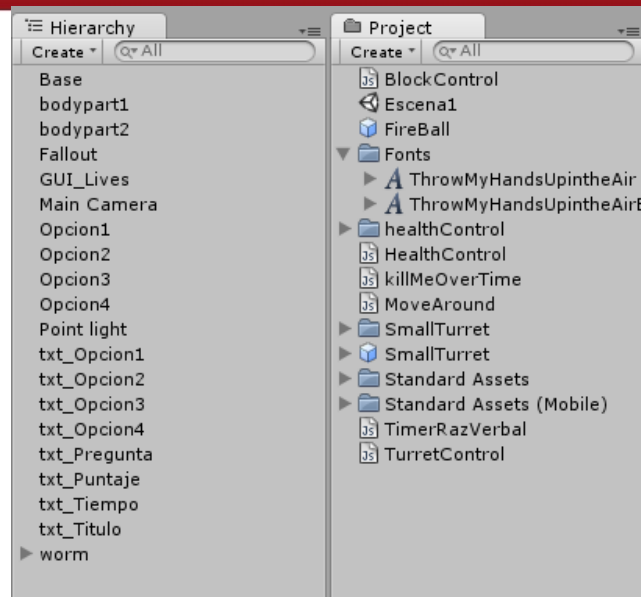 Hierarchy
Create
All
Base
bodypart1
bodypart2
Fallout
GUI_Lives
Main Camera
Opcion1
Opcion2
Opcion3
Opcion4
Point light
txt_Opcion1
txt_Opcion2
txt_Opcion3
txt_Opcion4
txt_Pregunta
txt_Puntaje
txt_Tiempo
txt_Titulo
worm
Project
Create
All
BlockControl
Escena1
FireBall
Fonts
ThrowMyHandsUpintheAir
ThrowMyHandsUpintheAirB
healthControl
HealthControl
killMeOverTime
MoveAround
SmallTurret
SmallTurret
Standard Assets
Standard Assets (Mobile)
TimerRazVerbal
TurretControl